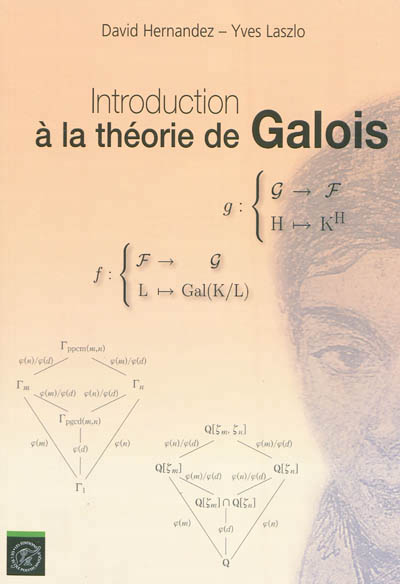 David Hernandez – Yves Laszlo
Introduction
à la théorie de Galois
g : { 𝒢 → ℱ
H ↦ K^H
f : { ℱ → 𝒢
L ↦ Gal(K/L)
Γ_ppcm(m,n)
φ(n)/φ(d) φ(m)/φ(d)
Γ_m φ(m)/φ(d) φ(n)/φ(d) Γ_n
Γ_pgcd(m,n)
φ(m) φ(d) φ(n)
Γ_1
Q[ζ_m, ζ_n]
φ(n)/φ(d) φ(m)/φ(d)
Q[ζ_m] φ(m)/φ(d) φ(n)/φ(d) Q[ζ_n]
Q[ζ_m] ∩ Q[ζ_n]
φ(m) φ(d) φ(n)
Q